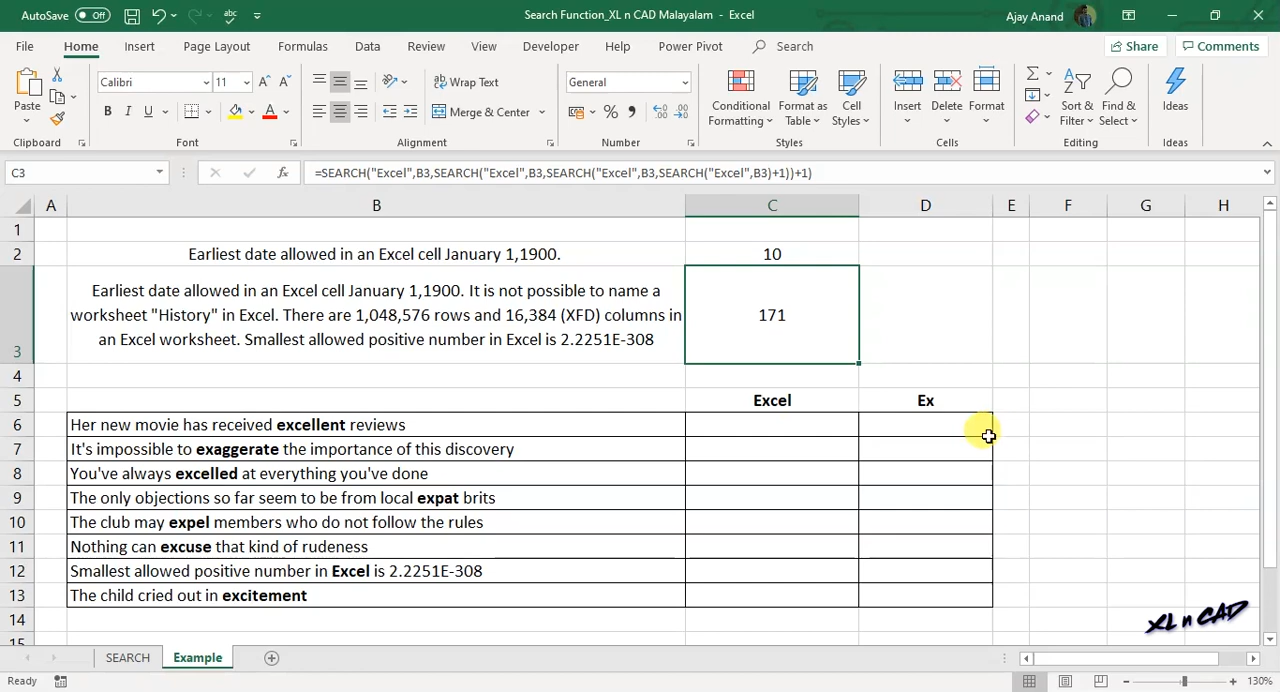 AutoSave Off
Search Function_XL n CAD Malayalam - Excel
Ajay Anand
File Home Insert Page Layout Formulas Data Review View Developer Help Power Pivot Search Share Comments
Paste
Clipboard
Calibri 11
B I U
Font
Wrap Text
Merge & Center
Alignment
General
Number
Conditional Formatting
Format as Table
Cell Styles
Styles
Insert Delete Format
Cells
Sort & Filter
Find & Select
Editing
Ideas
Ideas
C3
fx
=SEARCH("Excel",B3,SEARCH("Excel",B3,SEARCH("Excel",B3,SEARCH("Excel",B3)+1))+1)
A B C D E F G H
1
2 Earliest date allowed in an Excel cell January 1,1900. 10
Earliest date allowed in an Excel cell January 1,1900. It is not possible to name a
worksheet "History" in Excel. There are 1,048,576 rows and 16,384 (XFD) columns in 171
3 an Excel worksheet. Smallest allowed positive number in Excel is 2.2251E-308
4
5 Excel Ex
6 Her new movie has received excellent reviews
7 It's impossible to exaggerate the importance of this discovery
8 You've always excelled at everything you've done
9 The only objections so far seem to be from local expat brits
10 The club may expel members who do not follow the rules
11 Nothing can excuse that kind of rudeness
12 Smallest allowed positive number in Excel is 2.2251E-308
13 The child cried out in excitement
14
15
XL n CAD
SEARCH Example
Ready
130%